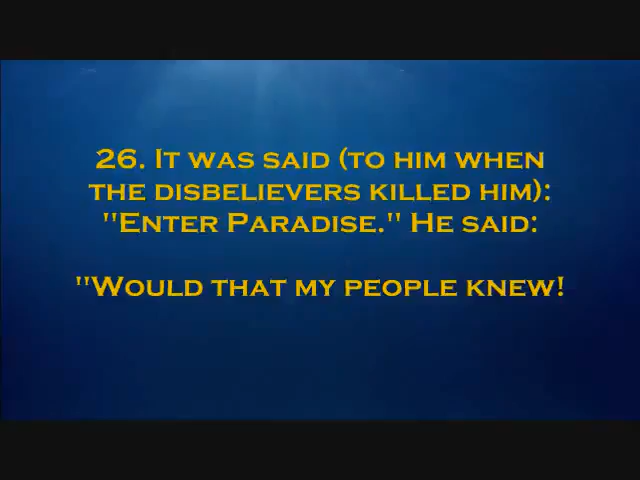 26. It was said (to him when
the disbelievers killed him):
"Enter Paradise." He said:
"Would that my people knew!